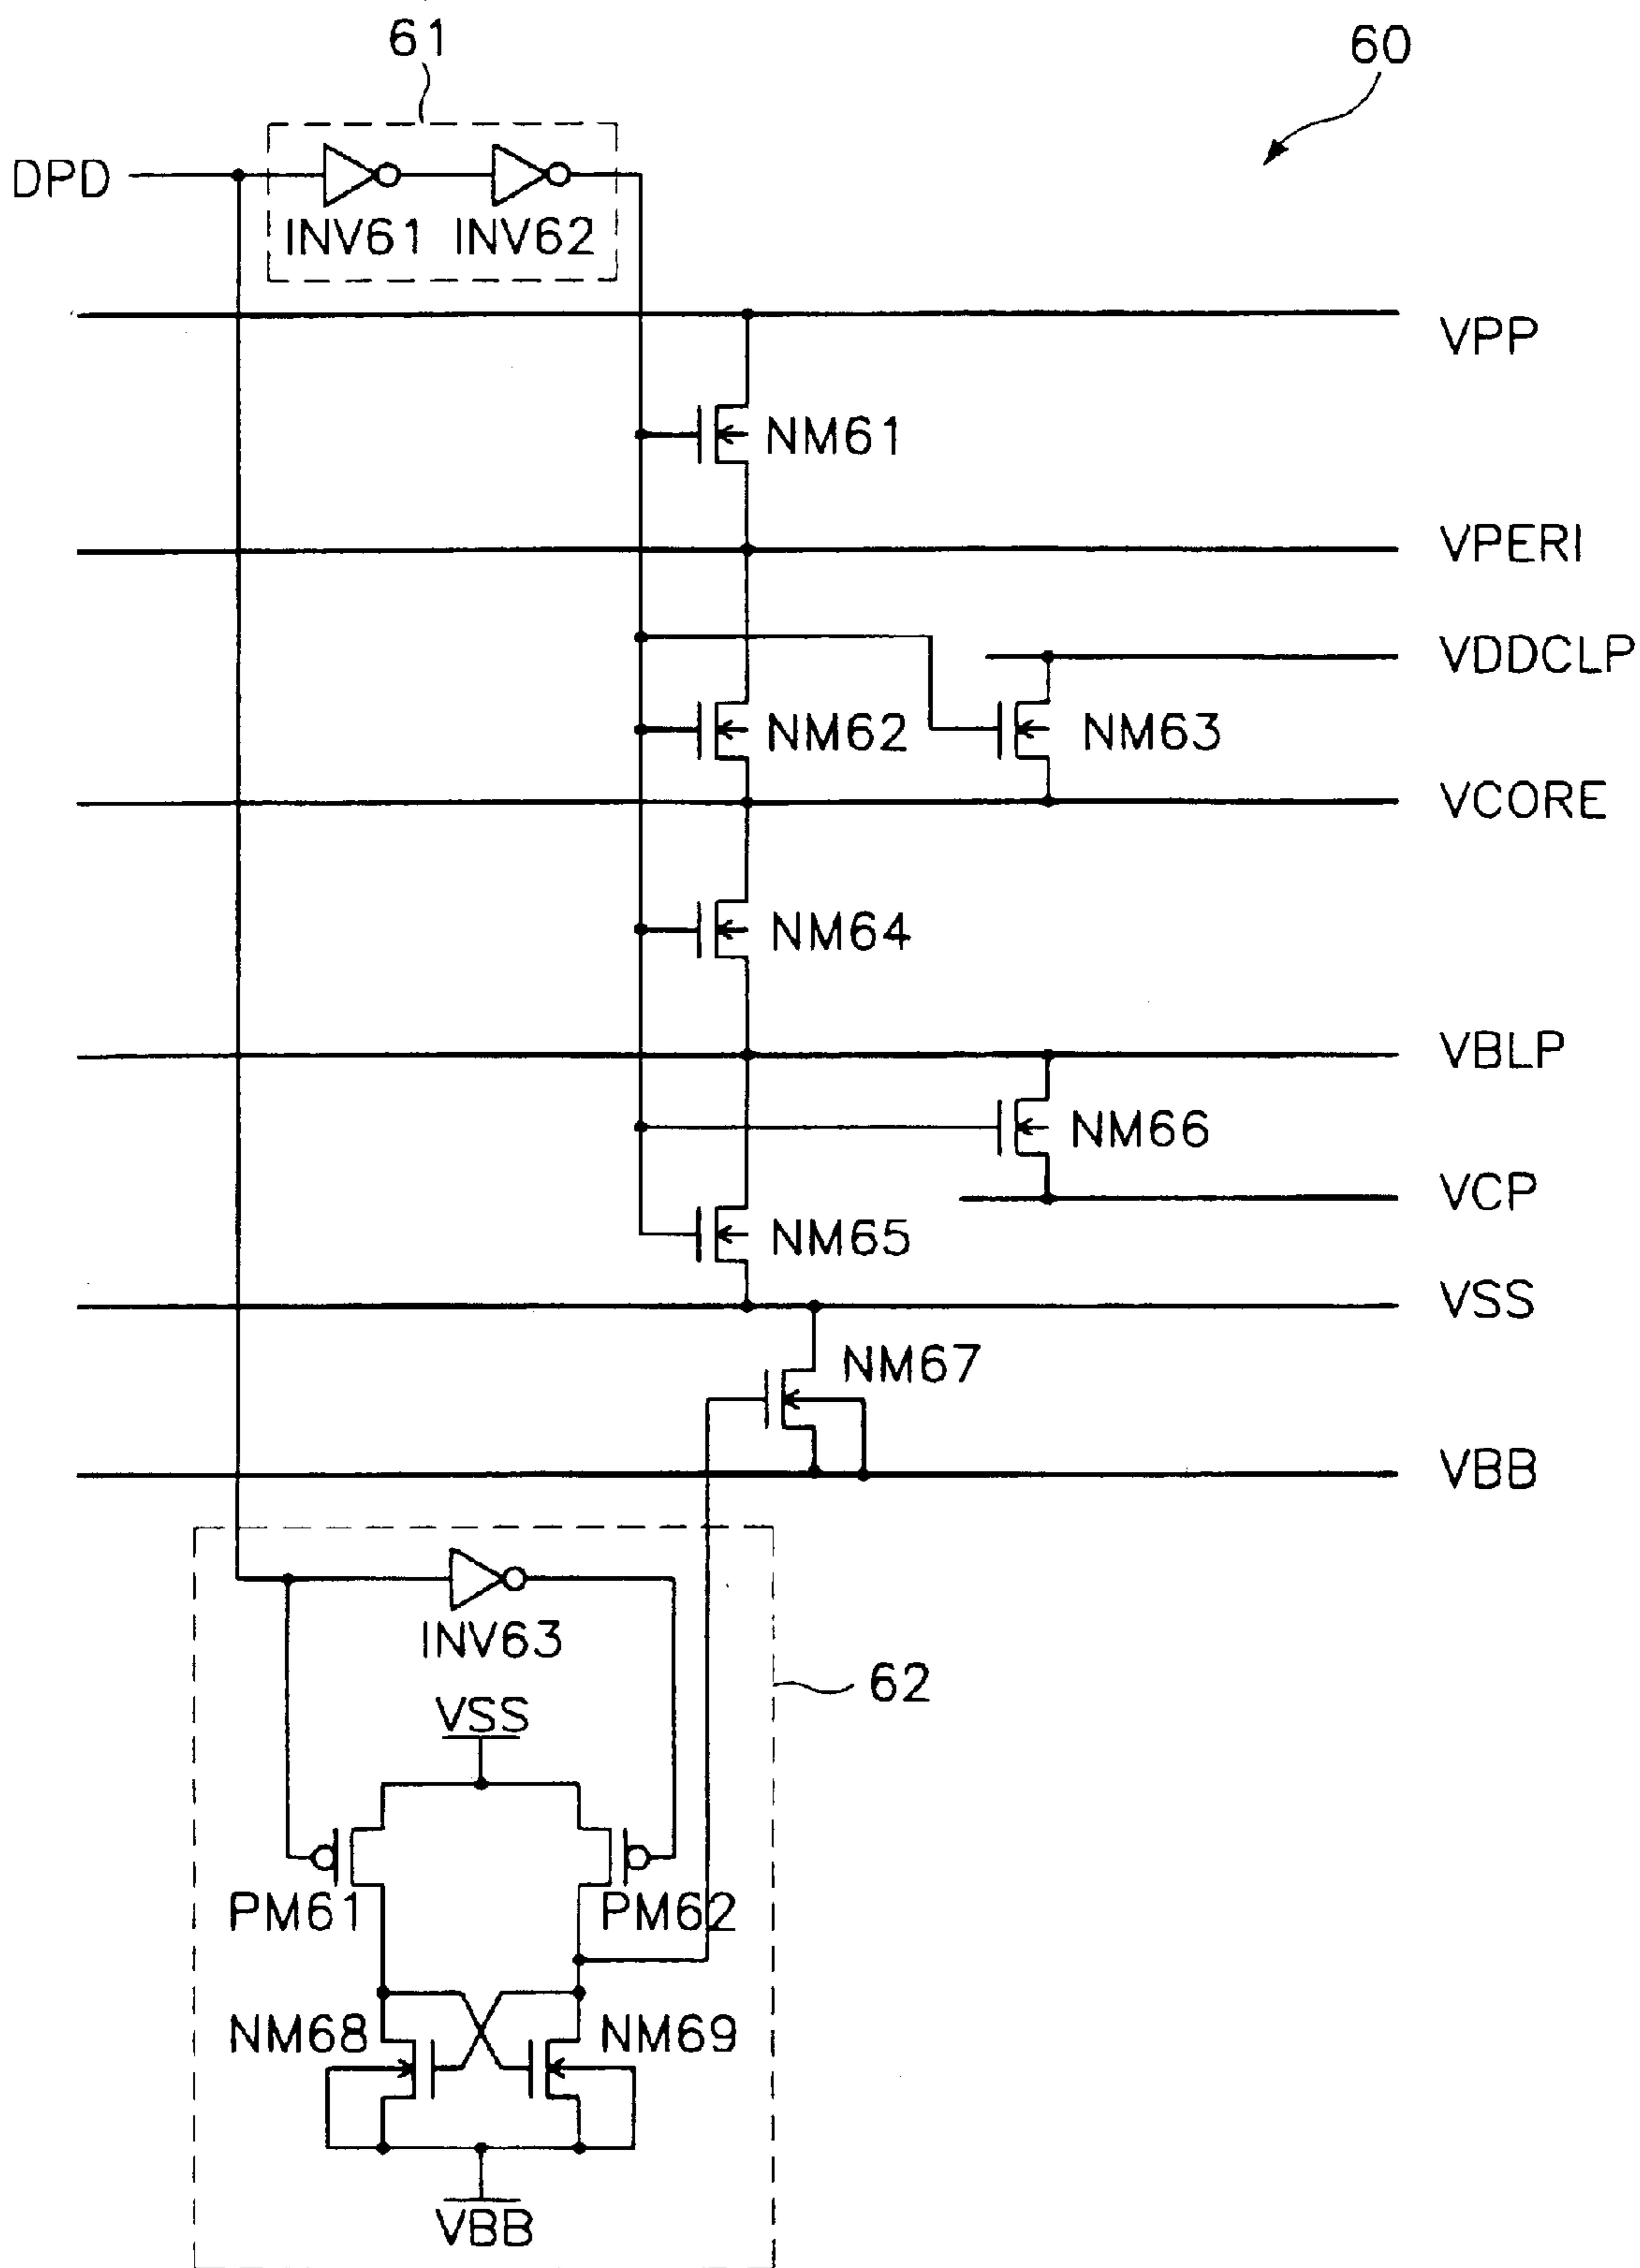 61
60
DPD
INV61 INV62
VPP
NM61
VPERI
VDDCLP
NM62
NM63
VCORE
NM64
VBLP
NM66
VCP
NM65
VSS
NM67
VBB
INV63
62
VSS
PM61
PM62
NM68
NM69
VBB